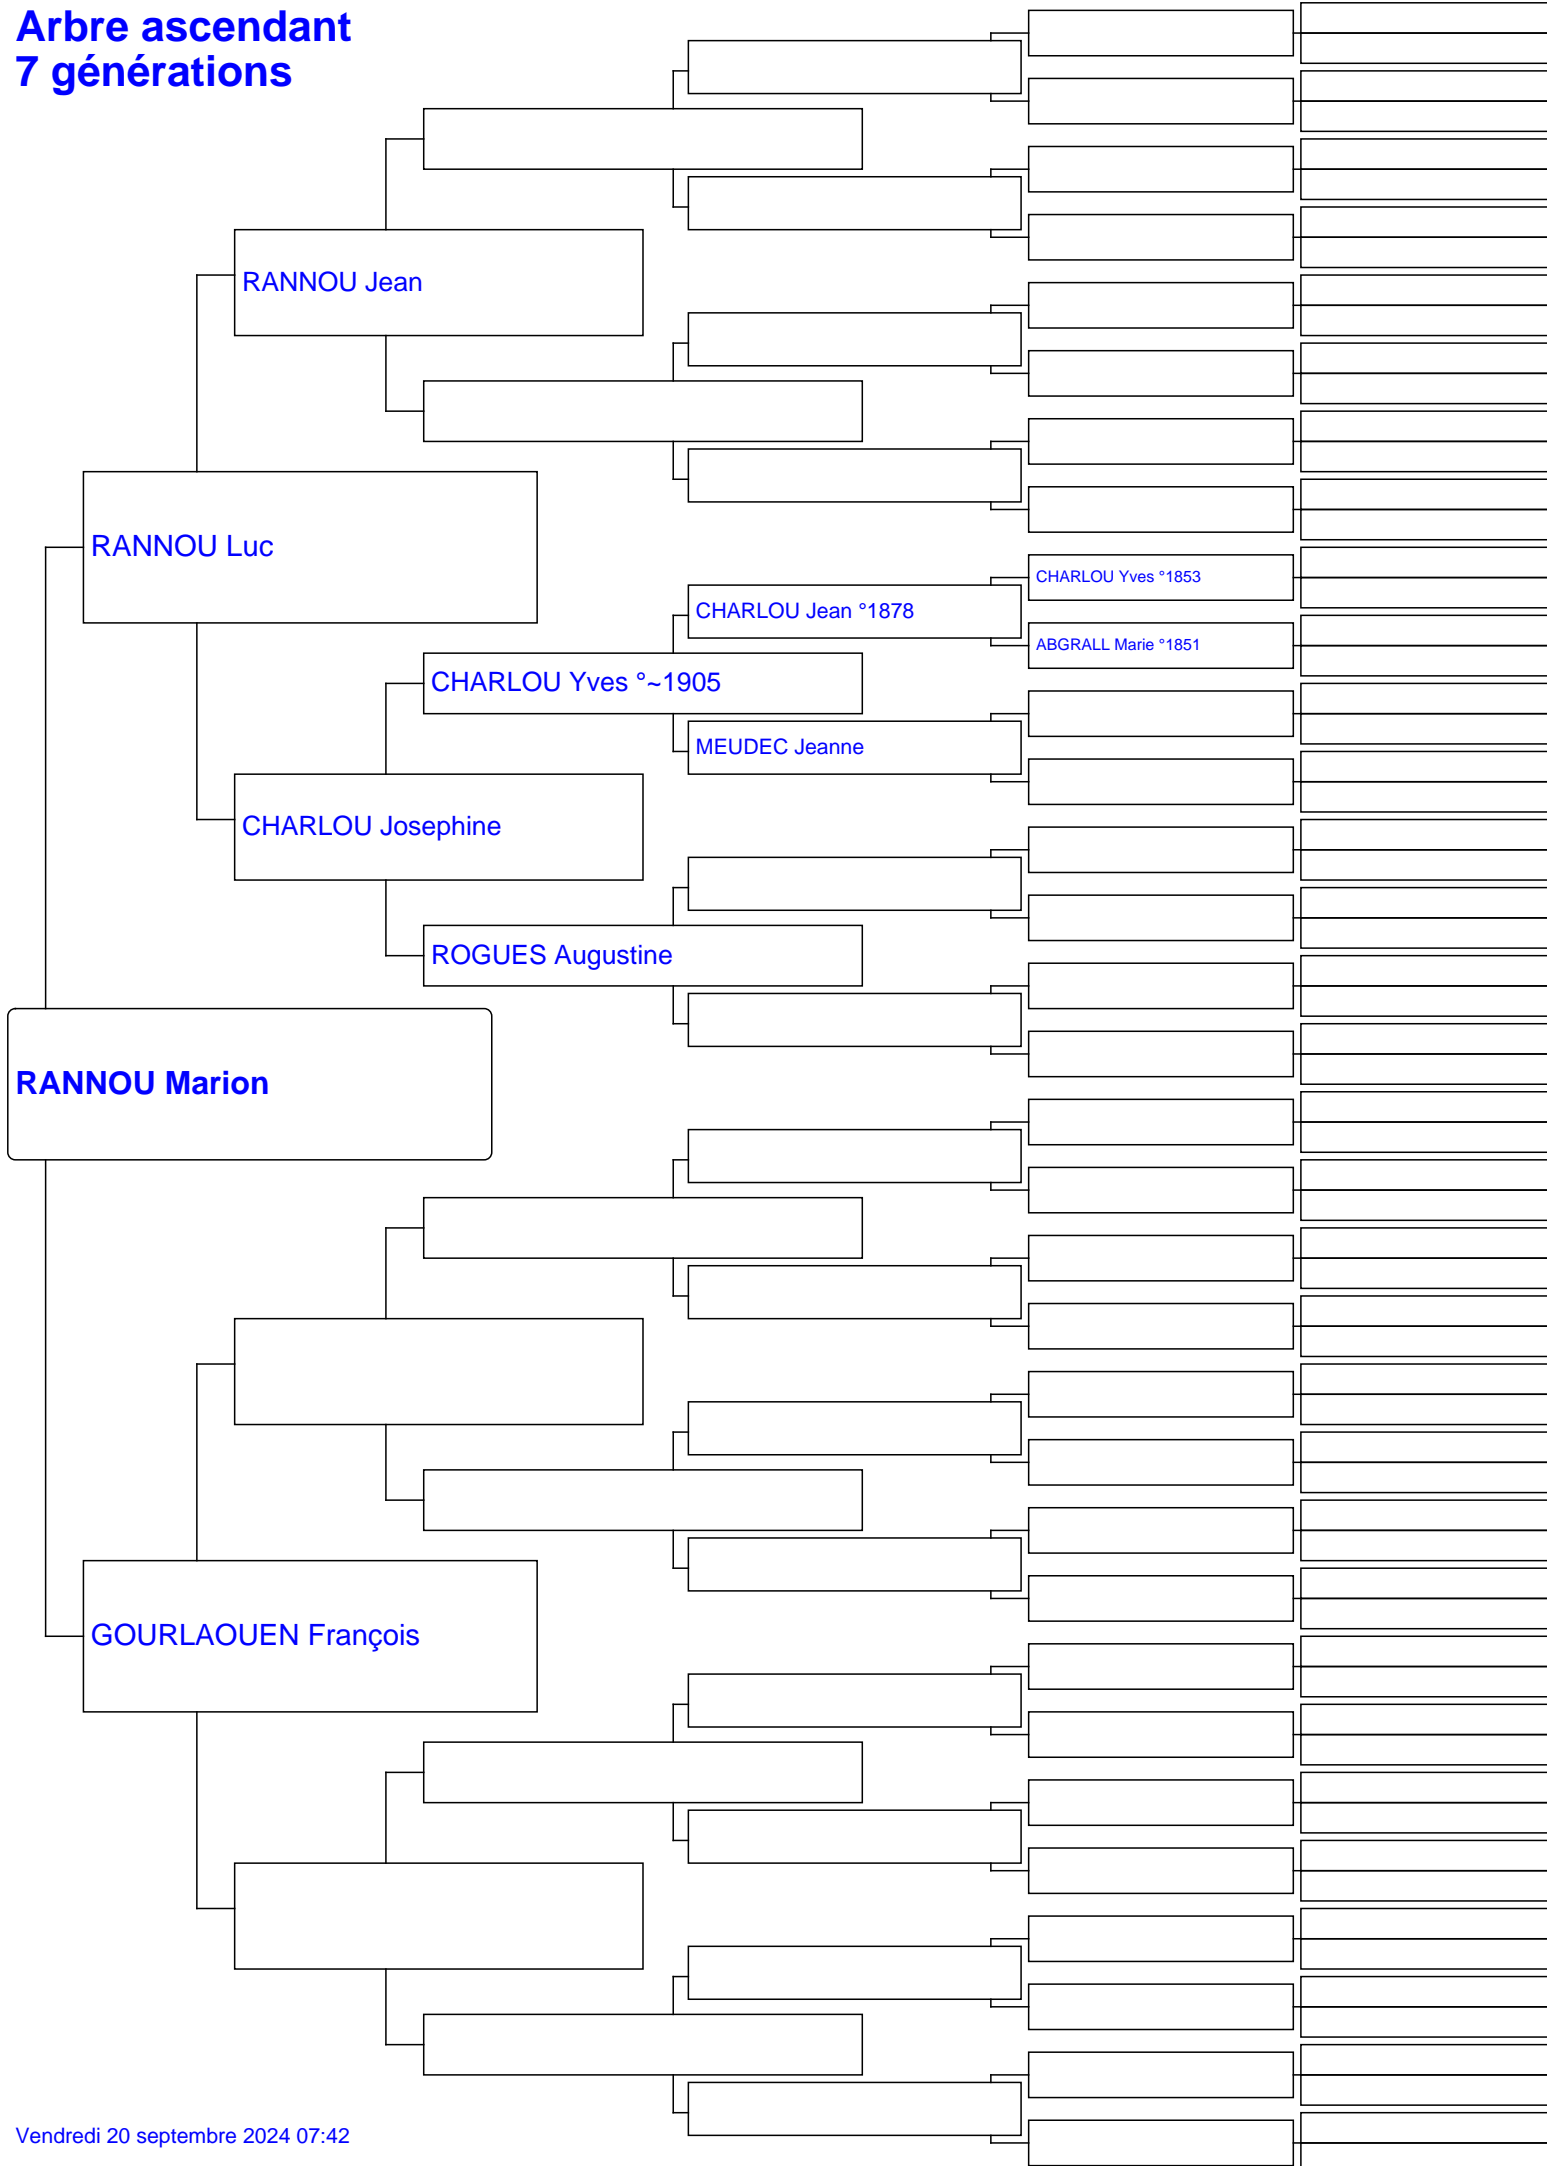 Arbre ascendant
7 générations
RANNOU Jean
RANNOU Luc
CHARLOU Yves °1853
CHARLOU Jean °1878
ABGRALL Marie °1851
CHARLOU Yves °~1905
MEUDEC Jeanne
CHARLOU Josephine
ROGUES Augustine
RANNOU Marion
GOURLAOUEN François
Vendredi 20 septembre 2024 07:42